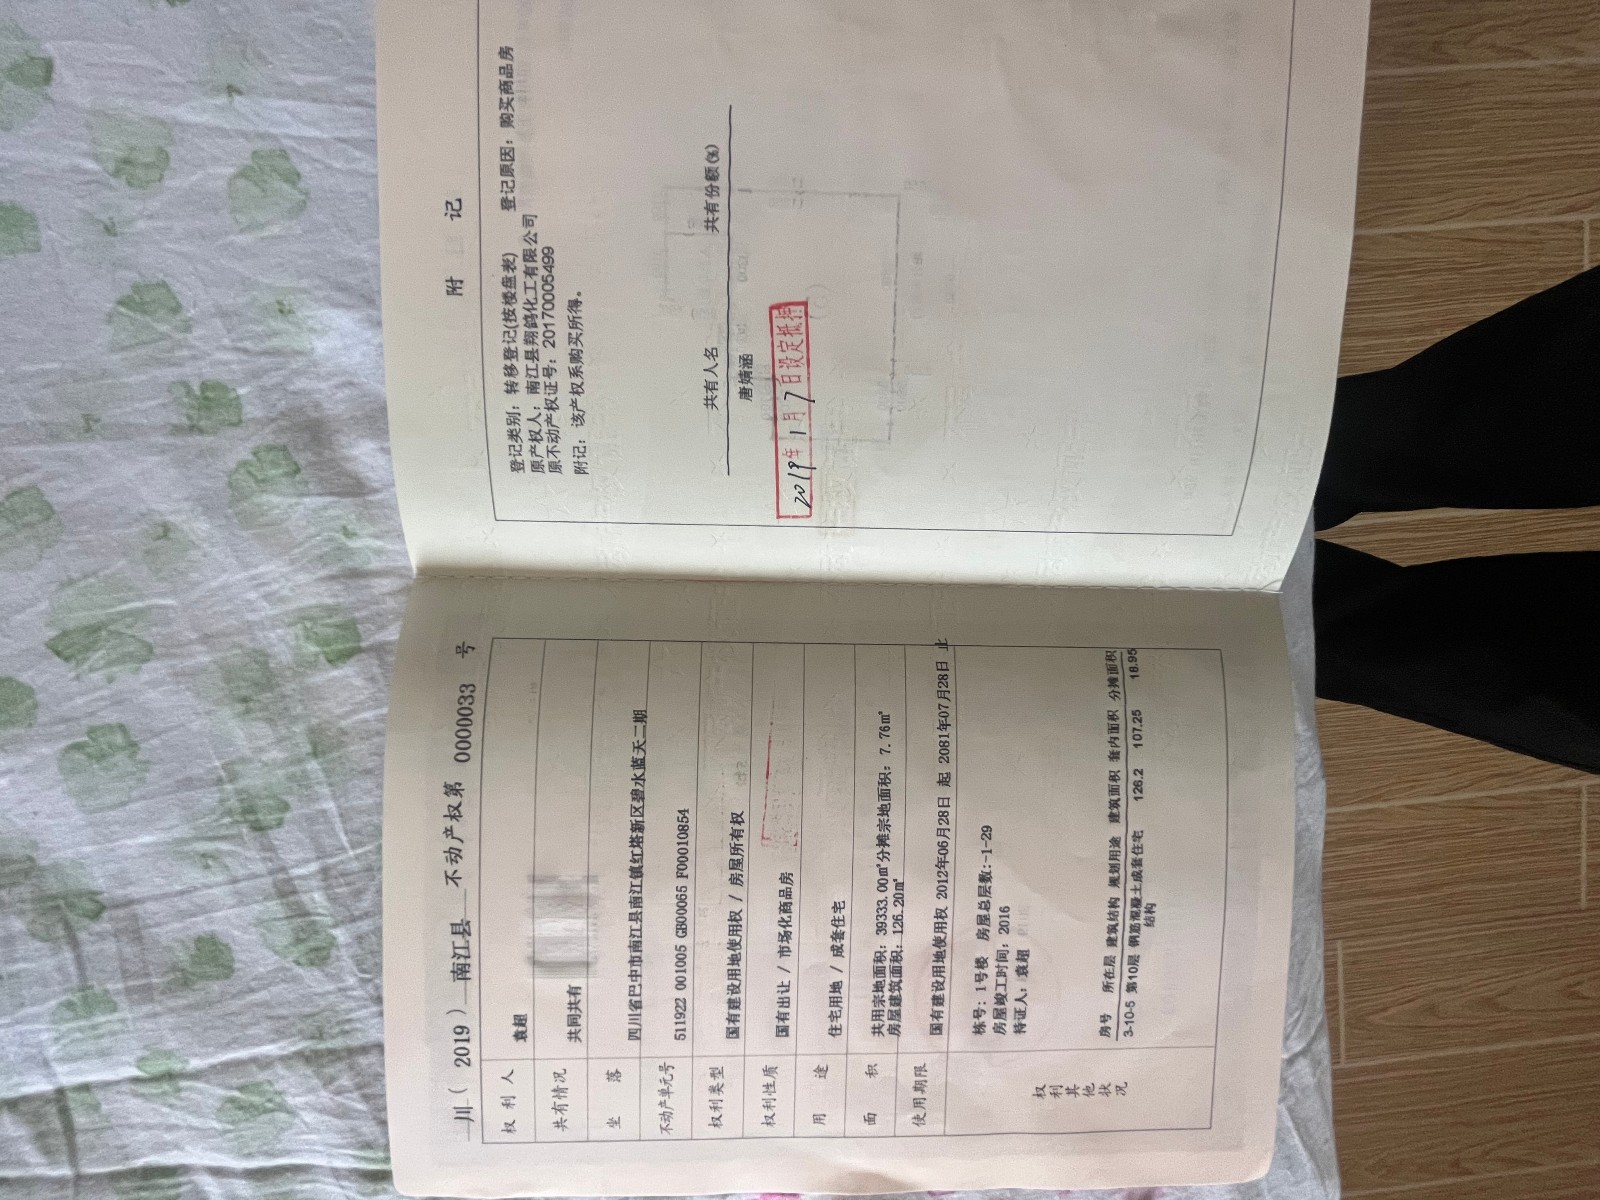 川（ 2019 ）南江县 不动产权第 0000033 号
权利人 袁超
共有情况 共同共有
坐落 四川省巴中市南江县南江镇红塔新区碧水蓝天二期
不动产单元号 511922 001005 GB00065 F00010854
权利类型 国有建设用地使用权 / 房屋所有权
权利性质 国有出让 / 市场化商品房
用途 住宅用地 / 成套住宅
面积 共用宗地面积：39333.00㎡分摊宗地面积：7.76㎡
房屋建筑面积：126.20㎡
使用期限 国有建设用地使用权 2012年06月28日 起 2081年07月28日 止
权利其他状况
栋号：1号楼 房屋总层数:-1-29
房屋竣工时间：2016
持证人：袁超
房号 所在层 建筑结构 规划用途 建筑面积 套内面积 分摊面积
3-10-5 第10层 钢筋混凝土 成套住宅 126.2 107.25 18.95
结构
附 记
登记类别：转移登记(按楼盘表) 登记原因：购买商品房
原产权人：南江县翔鸽化工有限公司
原不动产权证号：20170005499
附记：该产权系购买所得。
共有人名 共有份额(%)
唐婧涵
2019年1月7日设定抵押